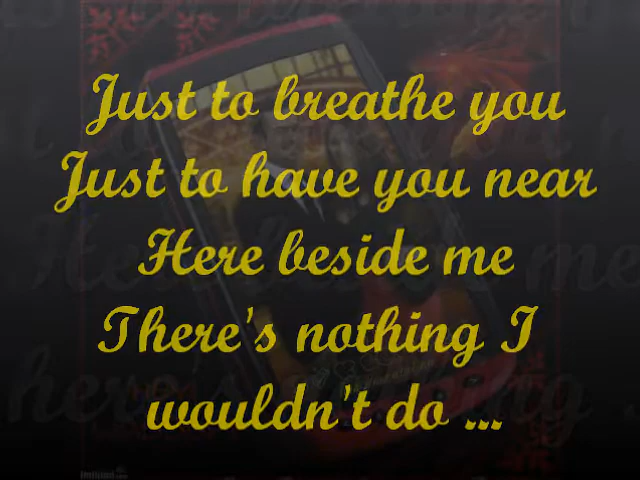 Just to breathe you
Just to have you near
Here beside me
There's nothing I
wouldn't do ...